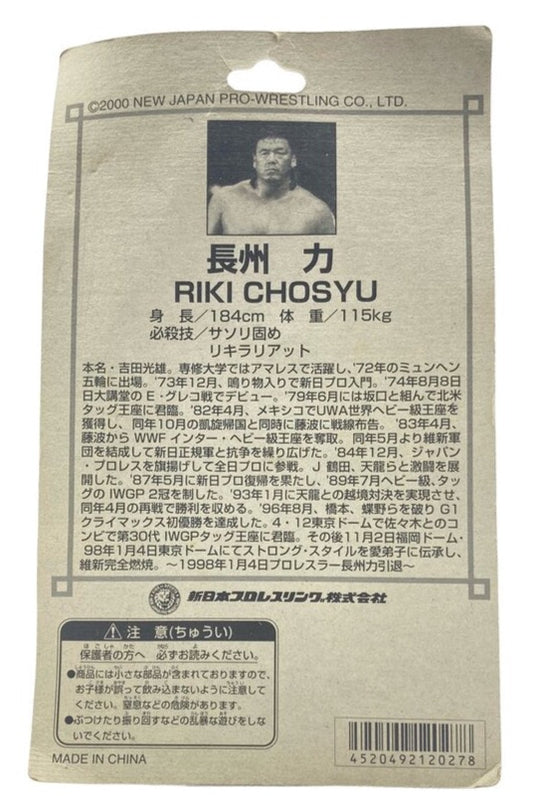 ©2000 NEW JAPAN PRO-WRESTLING CO., LTD.
長州 力
RIKI CHOSYU
身 長/184cm 体 重/115kg
必殺技/サソリ固め
リキラリアット
本名・吉田光雄。専修大学ではアマレスで活躍し、'72年のミュンヘン
五輪に出場。'73年12月、鳴り物入りで新日プロ入門。'74年8月8日
日大講堂の E・グレコ戦でデビュー。'79年6月には坂口と組んで北米
タッグ王座に君臨。'82年4月、メキシコでUWA世界ヘビー級王座を
獲得し、同年10月の凱旋帰国と同時に藤波に戦線布告。'83年4月、
藤波から WWF インター・ヘビー級王座を奪取。同年5月より維新軍
団を結成して新日正規軍と抗争を繰り広げた。'84年12月、ジャパン
・プロレスを旗揚げして全日プロに参戦。J 鶴田、天龍らと激闘を展
開した。'87年5月に新日プロ復帰を果たし、'89年7月ヘビー級、タッ
グの IWGP 2冠を制した。'93年1月に天龍との越境対決を実現させ、
同年4月の再戦で勝利を収める。'96年8月、橋本、蝶野らを破り G1
クライマックス初優勝を達成した。4・12東京ドームで佐々木とのコ
ンビで第30代 IWGPタッグ王座に君臨。その後11月2日福岡ドーム・
98年1月4日東京ドームにてストロング・スタイルを愛弟子に伝承し、
維新完全燃焼。〜1998年1月4日プロレスラー長州力引退〜
新日本プロレスリング株式会社
注 意(ちゅうい)
保護者の方へ 必ずお読みください。
●商品には小さな部品が含まれておりますので、
お子様が誤って飲み込まないように注意して
ください。窒息などの危険があります。
●ぶつけたり振り回すなどの乱暴な遊びをしな
いでください。
MADE IN CHINA
4520492120278